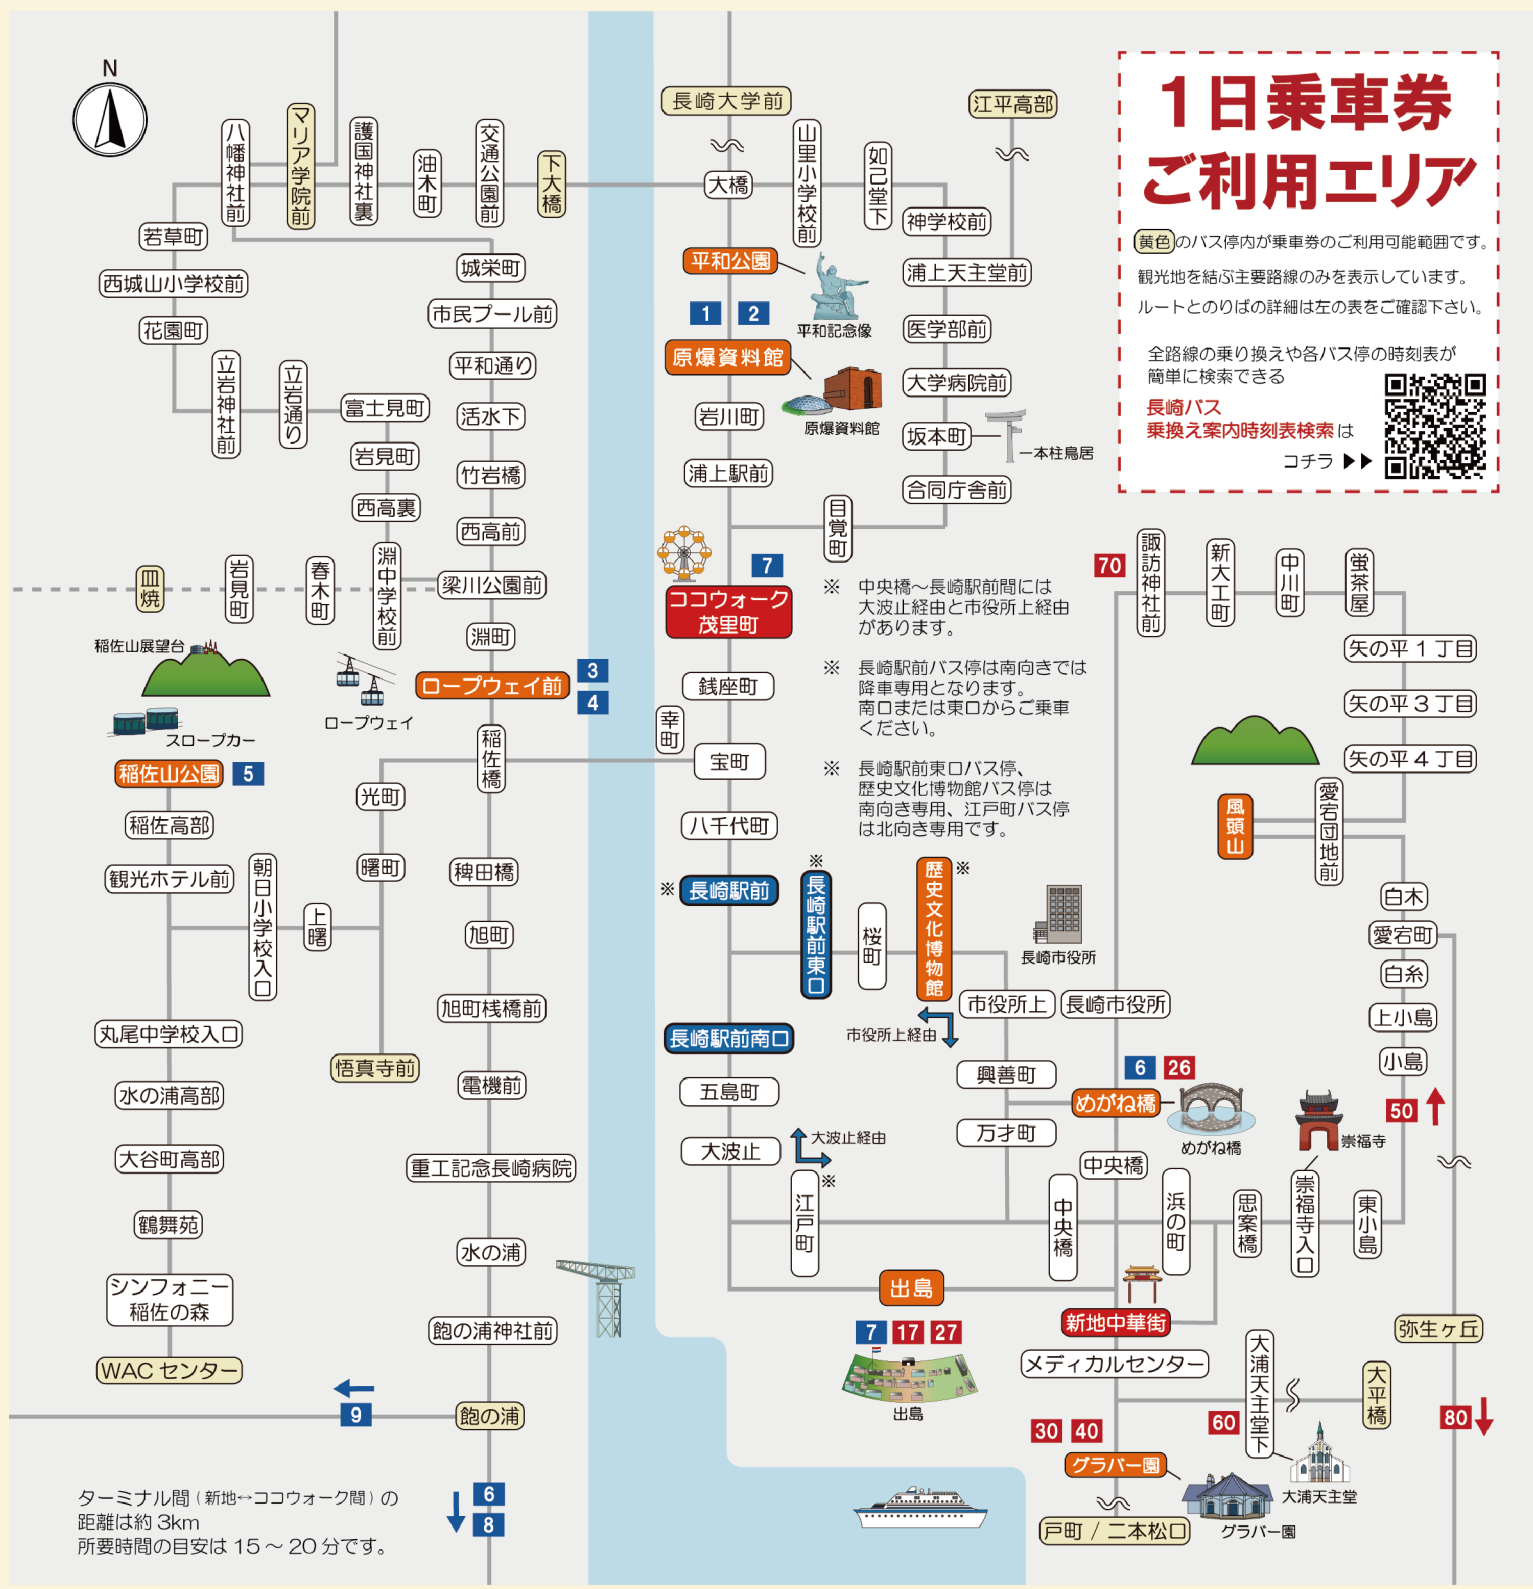 N
1日乗車券
ご利用エリア
黄色のバス停内が乗車券のご利用可能範囲です。
観光地を結ぶ主要路線のみを表示しています。
ルートとのりばの詳細は左の表をご確認下さい。
全路線の乗り換えや各バス停の時刻表が
簡単に検索できる
長崎バス
乗換え案内時刻表検索は
コチラ ▶▶
八幡神社前
マリア学院前
護国神社裏
油木町
交通公園前
下大橋
若草町
西城山小学校前
花園町
立岩神社前
立岩通り
富士見町
岩見町
西高裏
淵中学校前
城栄町
市民プール前
平和通り
活水下
竹岩橋
西高前
梁川公園前
淵町
皿焼
岩見町
春木町
稲佐山展望台
スロープカー
ロープウェイ
ロープウェイ前
3
4
稲佐山公園
5
稲佐高部
観光ホテル前
朝日小学校入口
上曙
光町
曙町
悟真寺前
稲佐橋
稗田橋
旭町
旭町桟橋前
電機前
重工記念長崎病院
水の浦
飽の浦神社前
飽の浦
丸尾中学校入口
水の浦高部
大谷町高部
鶴舞苑
シンフォニー
稲佐の森
WACセンター
9
6
8
ターミナル間(新地↔ココウォーク間)の
距離は約3km
所要時間の目安は15～20分です。
長崎大学前
大橋
山里小学校前
如己堂下
江平高部
神学校前
浦上天主堂前
医学部前
大学病院前
坂本町
一本柱鳥居
合同庁舎前
目覚町
平和公園
平和記念像
1
2
原爆資料館
原爆資料館
岩川町
浦上駅前
7
ココウォーク
茂里町
銭座町
幸町
宝町
八千代町
※
長崎駅前
※
長崎駅前東口
桜町
歴史文化博物館
※
長崎駅前南口
五島町
大波止
大波止経由
江戸町
※
※ 中央橋～長崎駅前間には
大波止経由と市役所上経由
があります。
※ 長崎駅前バス停は南向きでは
降車専用となります。
南口または東口からご乗車
ください。
※ 長崎駅前東口バス停、
歴史文化博物館バス停は
南向き専用、江戸町バス停
は北向き専用です。
長崎市役所
市役所上
長崎市役所
市役所上経由
興善町
万才町
6
26
めがね橋
めがね橋
中央橋
中央橋
浜の町
思案橋
崇福寺入口
崇福寺
東小島
70
諏訪神社前
新大工町
中川町
蛍茶屋
矢の平1丁目
矢の平3丁目
矢の平4丁目
風頭山
愛宕団地前
白木
愛宕町
白糸
上小島
小島
50
弥生ヶ丘
80
出島
7
17
27
出島
新地中華街
メディカルセンター
大浦天主堂下
大平橋
60
30
40
グラバー園
グラバー園
大浦天主堂
戸町 / 二本松口